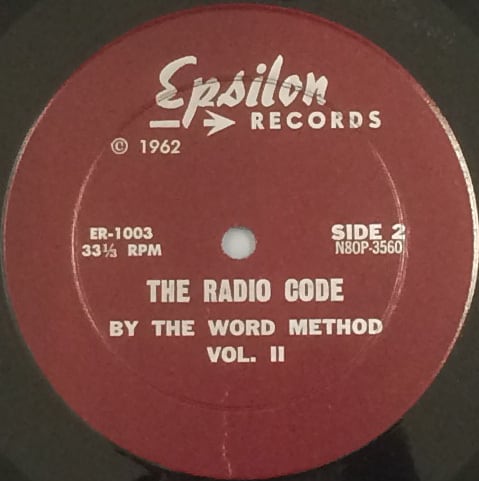 Epsilon
RECORDS
© 1962
ER-1003
33⅓ RPM
SIDE 2
N8OP-3560
THE RADIO CODE
BY THE WORD METHOD
VOL. II